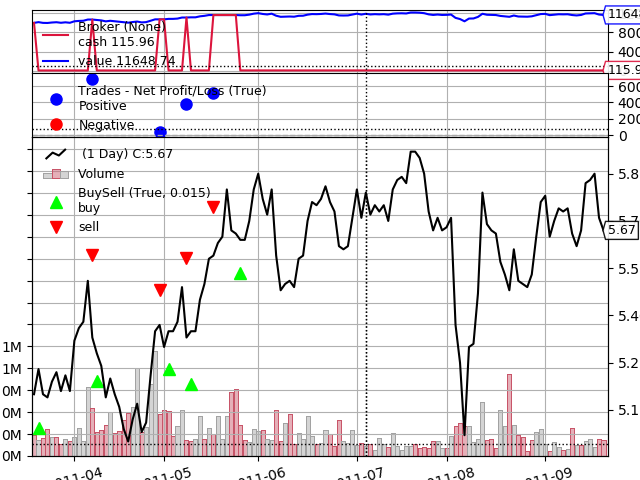 Broker (None)
cash 115.96
value 11648.74
11648
800
400
115.9
Trades - Net Profit/Loss (True)
Positive
Negative
600
400
200
0
(1 Day) C:5.67
Volume
BuySell (True, 0.015)
buy
sell
5.8
5.7
5.67
5.5
5.4
5.2
5.1
1M
1M
0M
0M
0M
0M
011-04
011-05
011-06
011-07
011-08
011-09